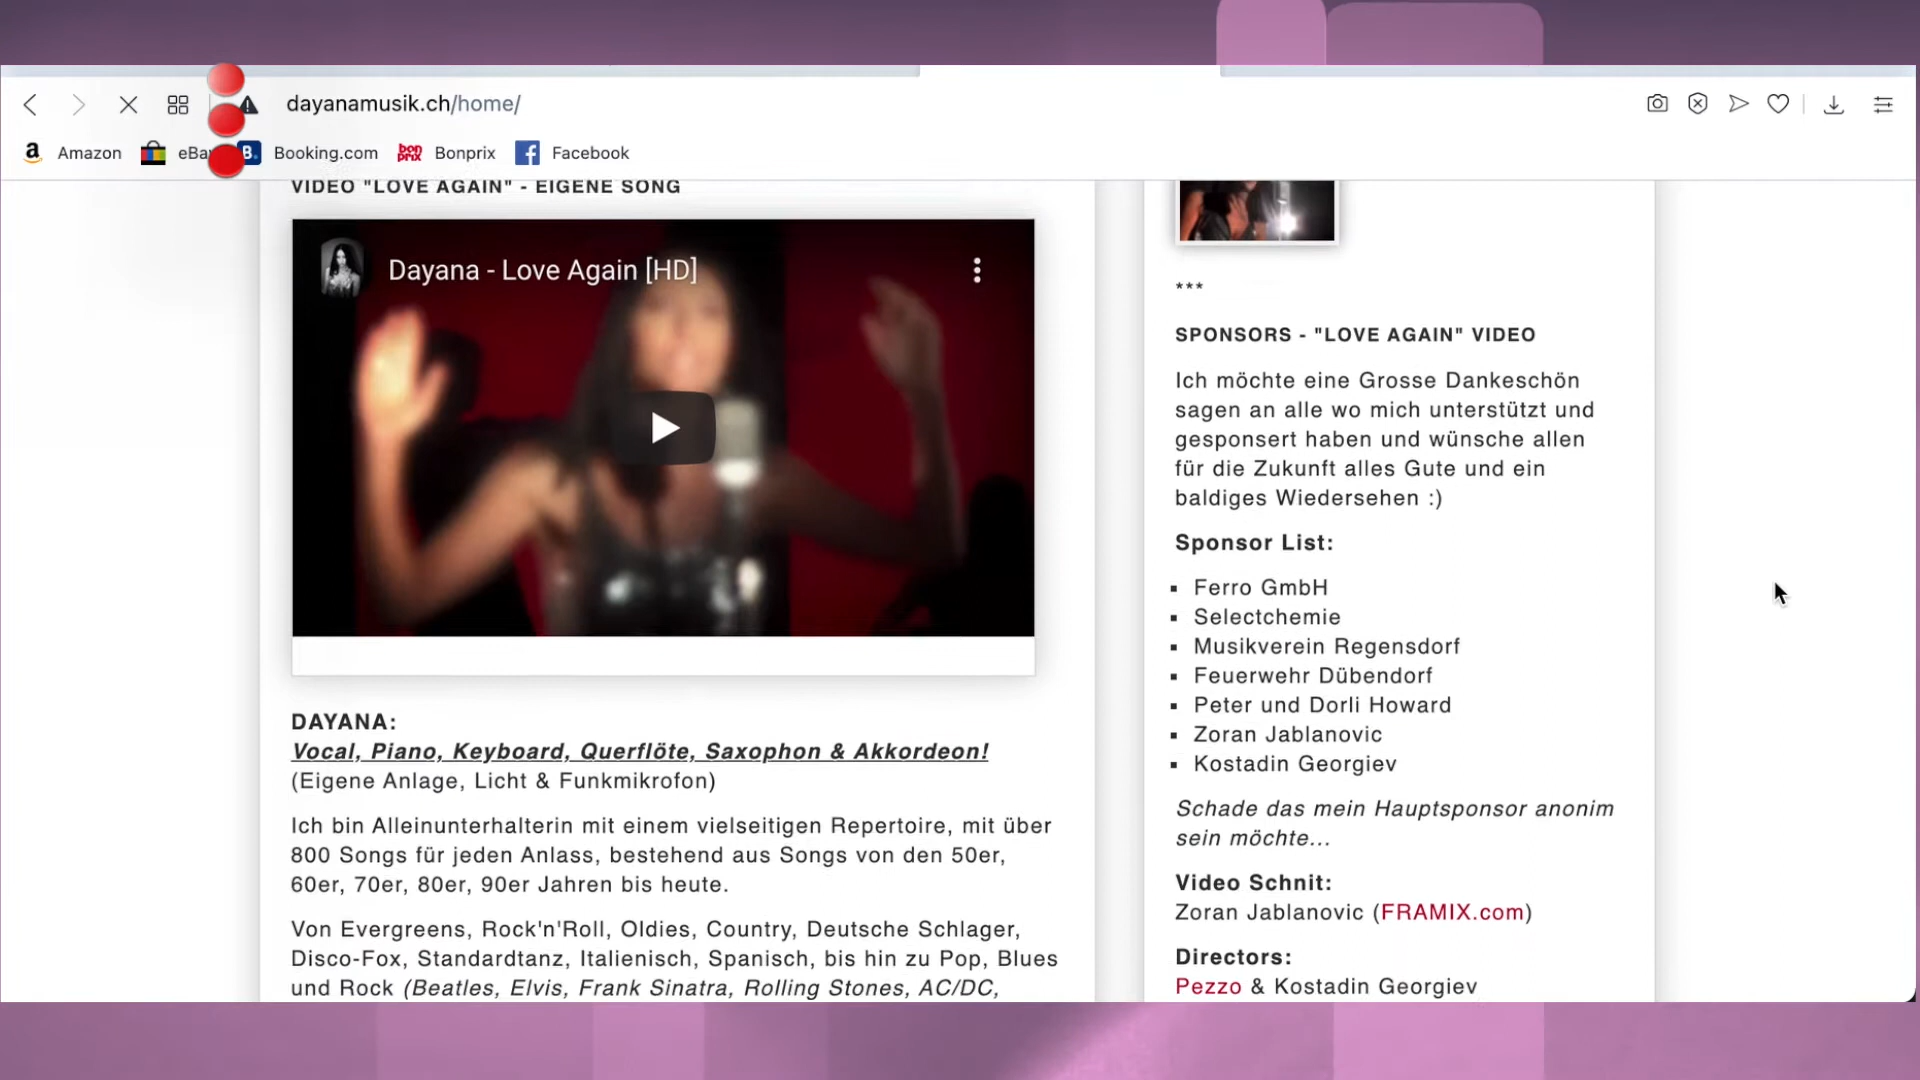 dayanamusik.ch/home/
a Amazon eBa B. Booking.com bon prix Bonprix f Facebook
VIDEO "LOVE AGAIN" - EIGENE SONG
Dayana - Love Again [HD]
DAYANA:
Vocal, Piano, Keyboard, Querflöte, Saxophon & Akkordeon!
(Eigene Anlage, Licht & Funkmikrofon)
Ich bin Alleinunterhalterin mit einem vielseitigen Repertoire, mit über
800 Songs für jeden Anlass, bestehend aus Songs von den 50er,
60er, 70er, 80er, 90er Jahren bis heute.
Von Evergreens, Rock'n'Roll, Oldies, Country, Deutsche Schlager,
Disco-Fox, Standardtanz, Italienisch, Spanisch, bis hin zu Pop, Blues
und Rock (Beatles, Elvis, Frank Sinatra, Rolling Stones, AC/DC,
***
SPONSORS - "LOVE AGAIN" VIDEO
Ich möchte eine Grosse Dankeschön
sagen an alle wo mich unterstützt und
gesponsert haben und wünsche allen
für die Zukunft alles Gute und ein
baldiges Wiedersehen :)
Sponsor List:
Ferro GmbH
Selectchemie
Musikverein Regensdorf
Feuerwehr Dübendorf
Peter und Dorli Howard
Zoran Jablanovic
Kostadin Georgiev
Schade das mein Hauptsponsor anonim
sein möchte...
Video Schnit:
Zoran Jablanovic (FRAMIX.com)
Directors:
Pezzo & Kostadin Georgiev